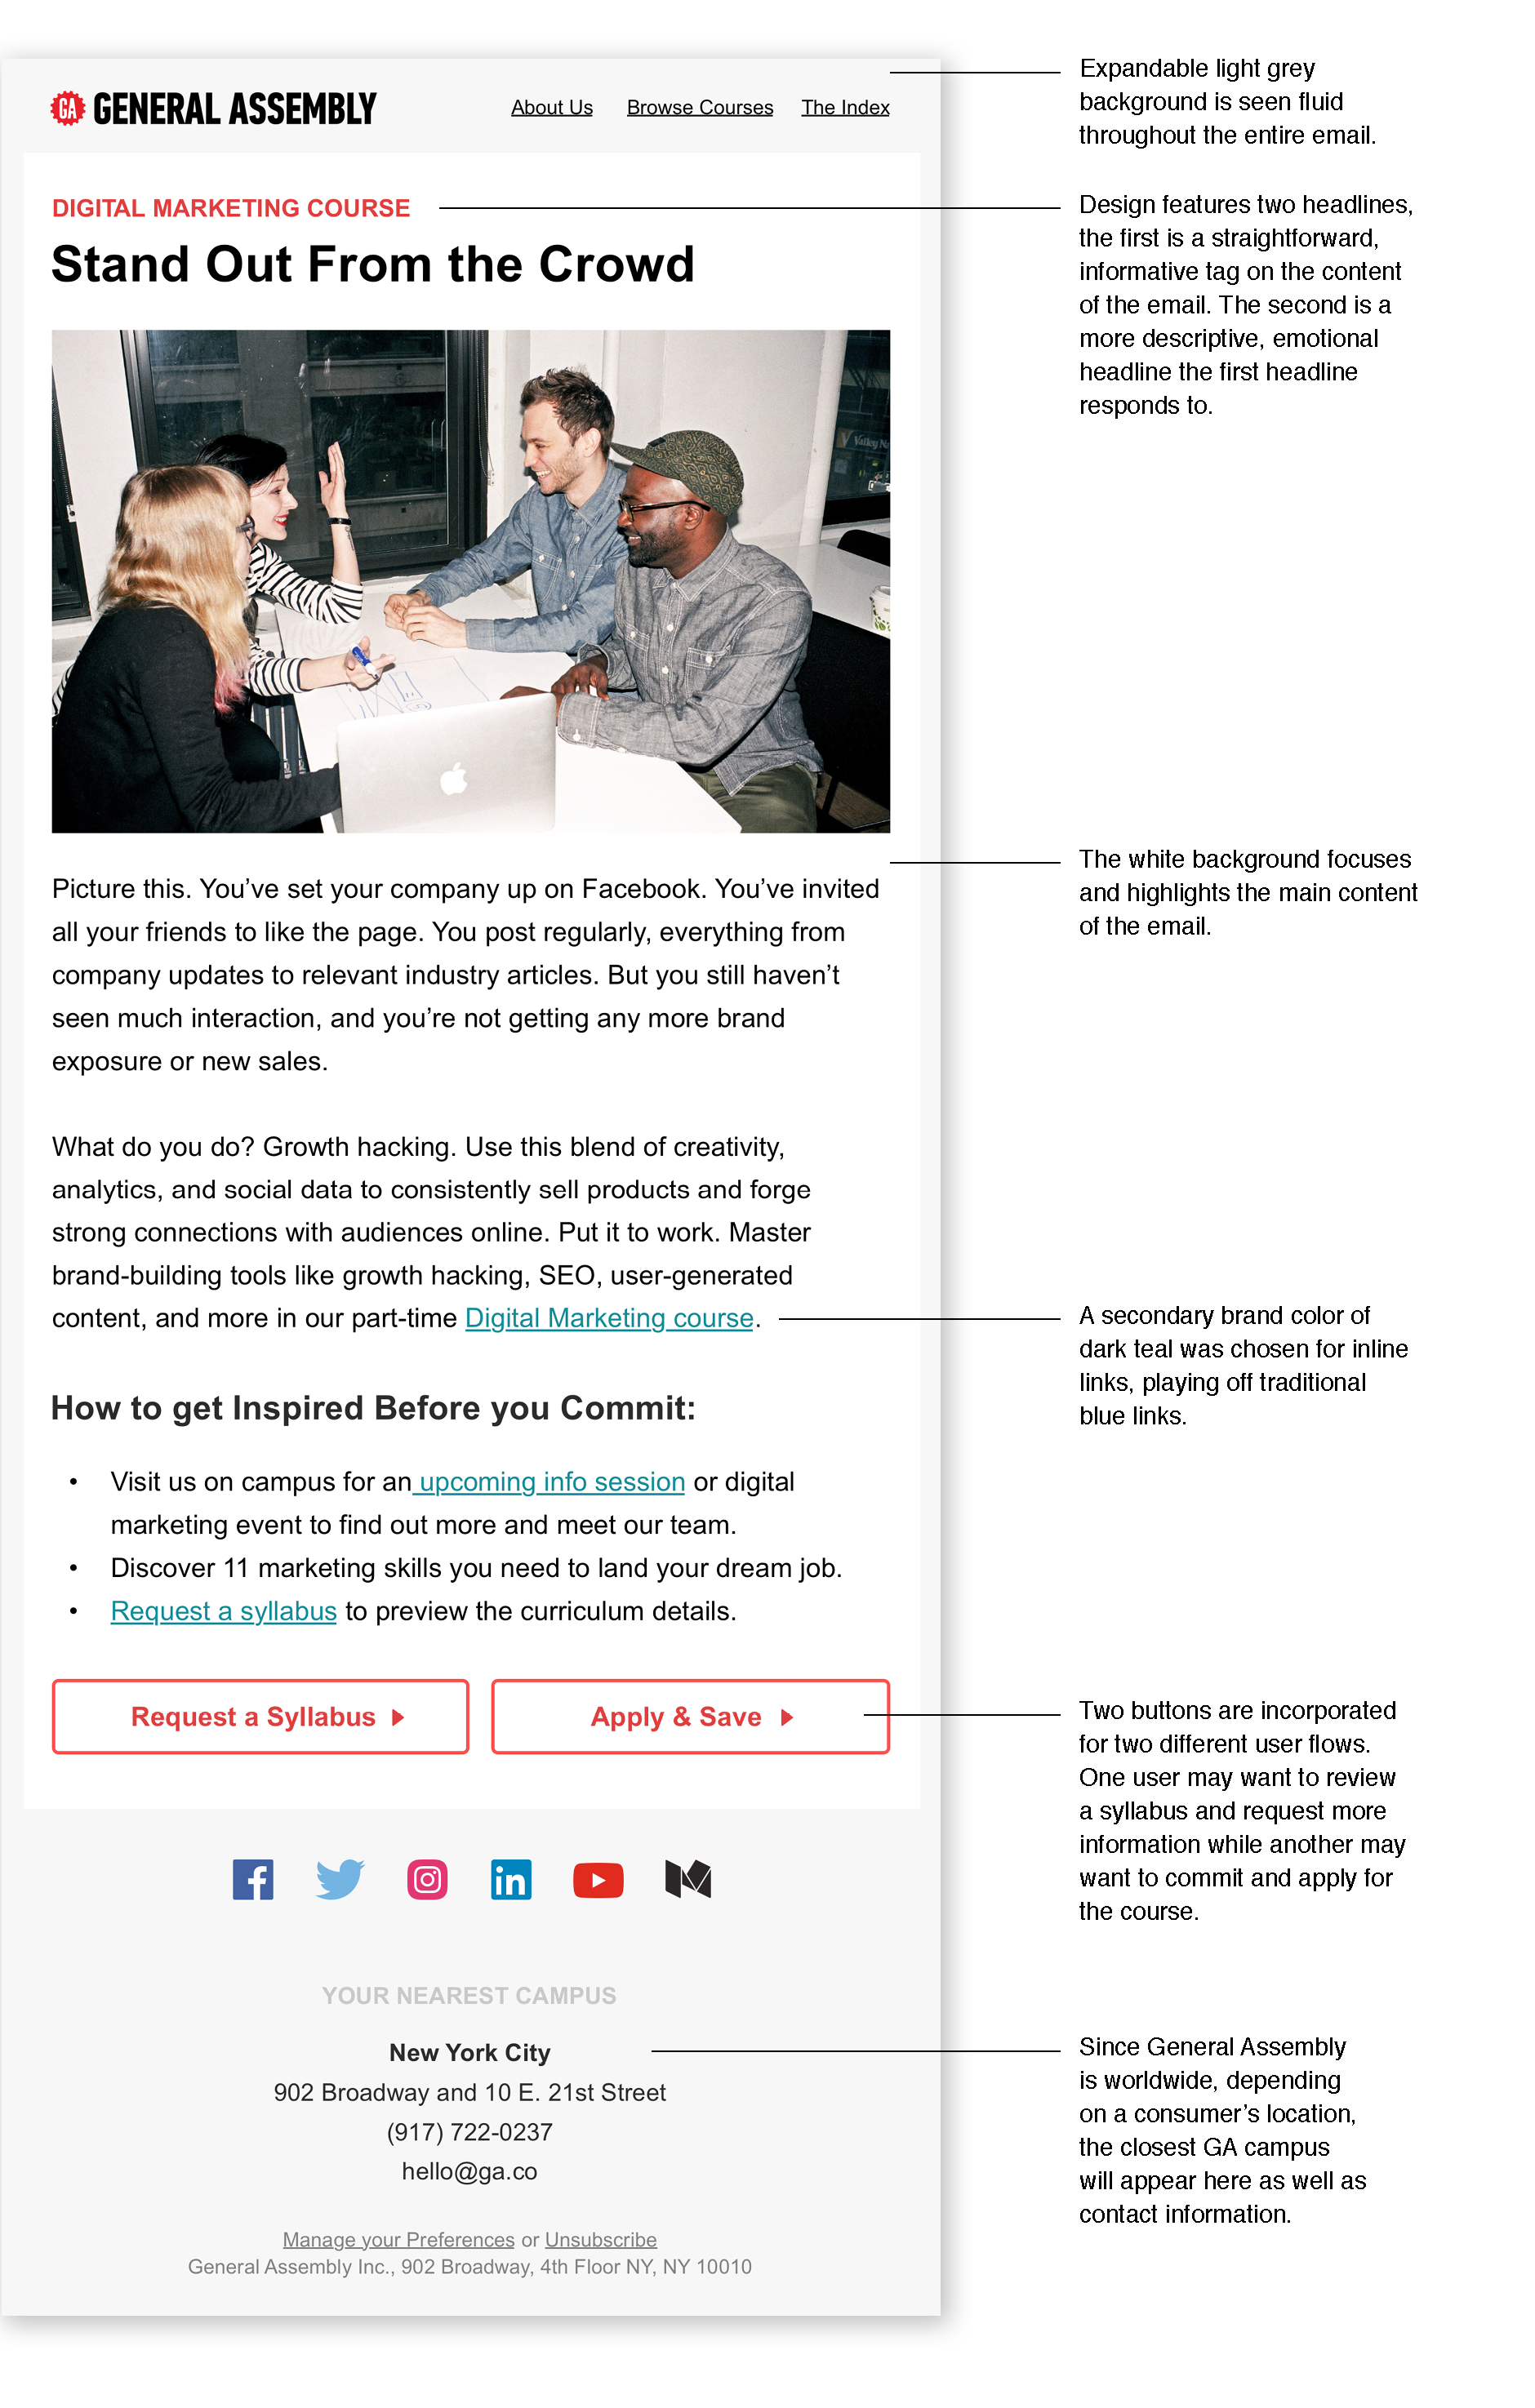 GA GENERAL ASSEMBLY
About Us Browse Courses The Index
DIGITAL MARKETING COURSE
Stand Out From the Crowd
Picture this. You’ve set your company up on Facebook. You’ve invited
all your friends to like the page. You post regularly, everything from
company updates to relevant industry articles. But you still haven’t
seen much interaction, and you’re not getting any more brand
exposure or new sales.
What do you do? Growth hacking. Use this blend of creativity,
analytics, and social data to consistently sell products and forge
strong connections with audiences online. Put it to work. Master
brand-building tools like growth hacking, SEO, user-generated
content, and more in our part-time Digital Marketing course.
How to get Inspired Before you Commit:
• Visit us on campus for an upcoming info session or digital
marketing event to find out more and meet our team.
• Discover 11 marketing skills you need to land your dream job.
• Request a syllabus to preview the curriculum details.
Request a Syllabus
Apply & Save
YOUR NEAREST CAMPUS
New York City
902 Broadway and 10 E. 21st Street
(917) 722-0237
hello@ga.co
Manage your Preferences or Unsubscribe
General Assembly Inc., 902 Broadway, 4th Floor NY, NY 10010
Expandable light grey
background is seen fluid
throughout the entire email.
Design features two headlines,
the first is a straightforward,
informative tag on the content
of the email. The second is a
more descriptive, emotional
headline the first headline
responds to.
The white background focuses
and highlights the main content
of the email.
A secondary brand color of
dark teal was chosen for inline
links, playing off traditional
blue links.
Two buttons are incorporated
for two different user flows.
One user may want to review
a syllabus and request more
information while another may
want to commit and apply for
the course.
Since General Assembly
is worldwide, depending
on a consumer’s location,
the closest GA campus
will appear here as well as
contact information.